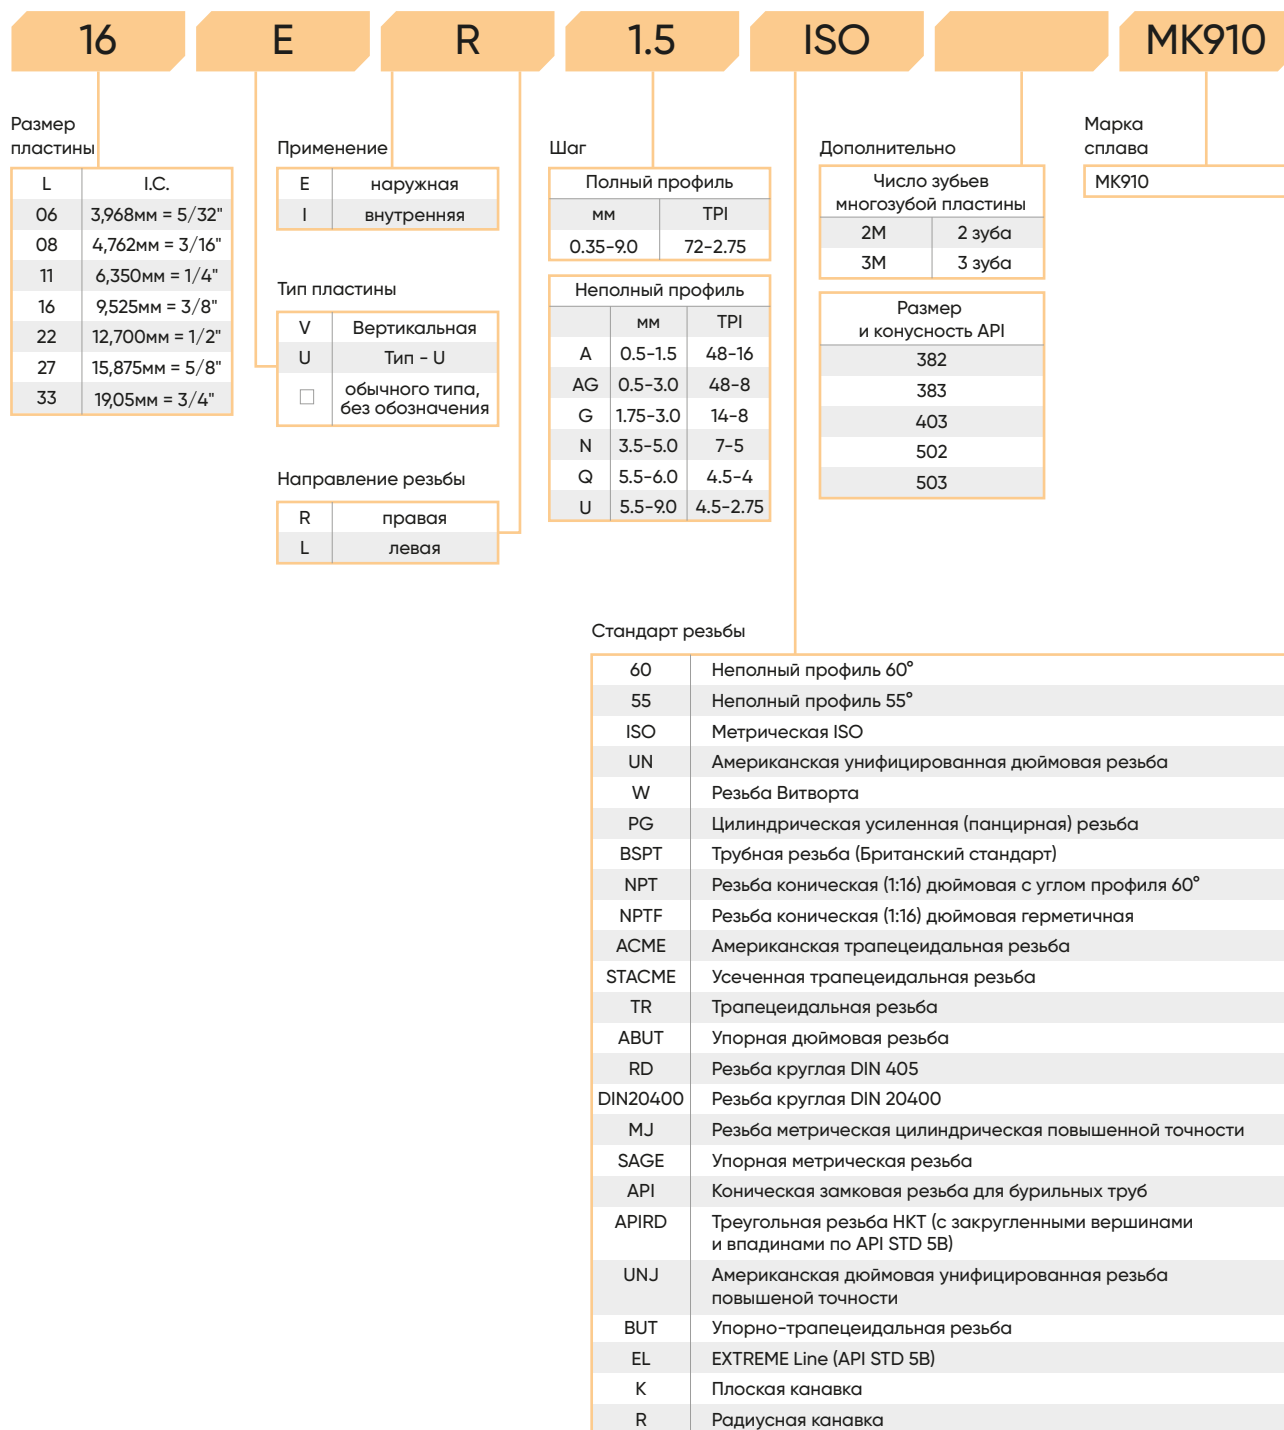 16 E R 1.5 ISO MK910
Размер
пластины
L I.C.
06 3,968мм = 5/32"
08 4,762мм = 3/16"
11 6,350мм = 1/4"
16 9,525мм = 3/8"
22 12,700мм = 1/2"
27 15,875мм = 5/8"
33 19,05мм = 3/4"
Применение
E наружная
I внутренняя
Тип пластины
V Вертикальная
U Тип - U
□ обычного типа,
без обозначения
Направление резьбы
R правая
L левая
Шаг
Полный профиль
мм TPI
0.35-9.0 72-2.75
Неполный профиль
мм TPI
A 0.5-1.5 48-16
AG 0.5-3.0 48-8
G 1.75-3.0 14-8
N 3.5-5.0 7-5
Q 5.5-6.0 4.5-4
U 5.5-9.0 4.5-2.75
Дополнительно
Число зубьев
многозубой пластины
2M 2 зуба
3M 3 зуба
Размер
и конусность API
382
383
403
502
503
Марка
сплава
MK910
Стандарт резьбы
60 Неполный профиль 60°
55 Неполный профиль 55°
ISO Метрическая ISO
UN Американская унифицированная дюймовая резьба
W Резьба Витворта
PG Цилиндрическая усиленная (панцирная) резьба
BSPT Трубная резьба (Британский стандарт)
NPT Резьба коническая (1:16) дюймовая с углом профиля 60°
NPTF Резьба коническая (1:16) дюймовая герметичная
ACME Американская трапецеидальная резьба
STACME Усеченная трапецеидальная резьба
TR Трапецеидальная резьба
ABUT Упорная дюймовая резьба
RD Резьба круглая DIN 405
DIN20400 Резьба круглая DIN 20400
MJ Резьба метрическая цилиндрическая повышенной точности
SAGE Упорная метрическая резьба
API Коническая замковая резьба для бурильных труб
APIRD Треугольная резьба НКТ (с закругленными вершинами
и впадинами по API STD 5B)
UNJ Американская дюймовая унифицированная резьба
повышеной точности
BUT Упорно-трапецеидальная резьба
EL EXTREME Line (API STD 5B)
K Плоская канавка
R Радиусная канавка